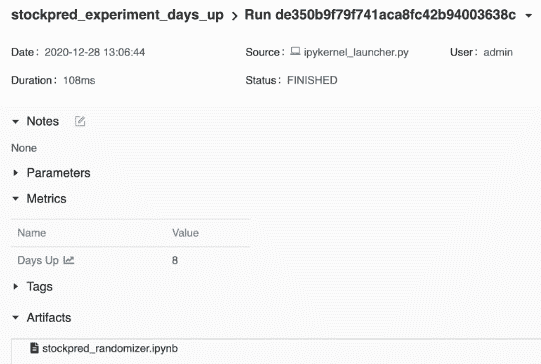 stockpred_experiment_days_up > Run de350b9f79f741aca8fc42b94003638c
Date: 2020-12-28 13:06:44 Source: ipykernel_launcher.py User: admin
Duration: 108ms Status: FINISHED
Notes
None
Parameters
Metrics
Name Value
Days Up 8
Tags
Artifacts
stockpred_randomizer.ipynb